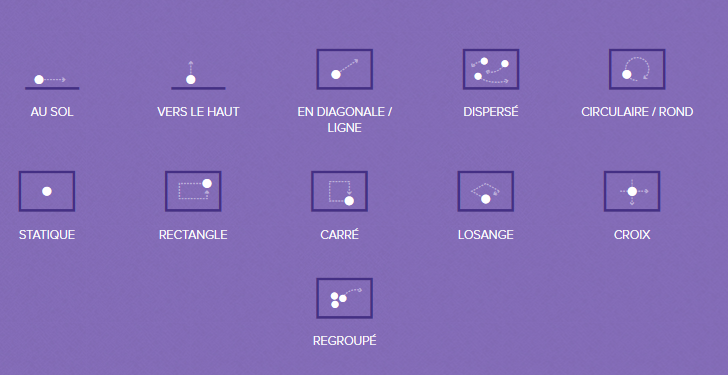 AU SOL
VERS LE HAUT
EN DIAGONALE /
LIGNE
DISPERSÉ
CIRCULAIRE / ROND
STATIQUE
RECTANGLE
CARRÉ
LOSANGE
CROIX
REGROUPÉ